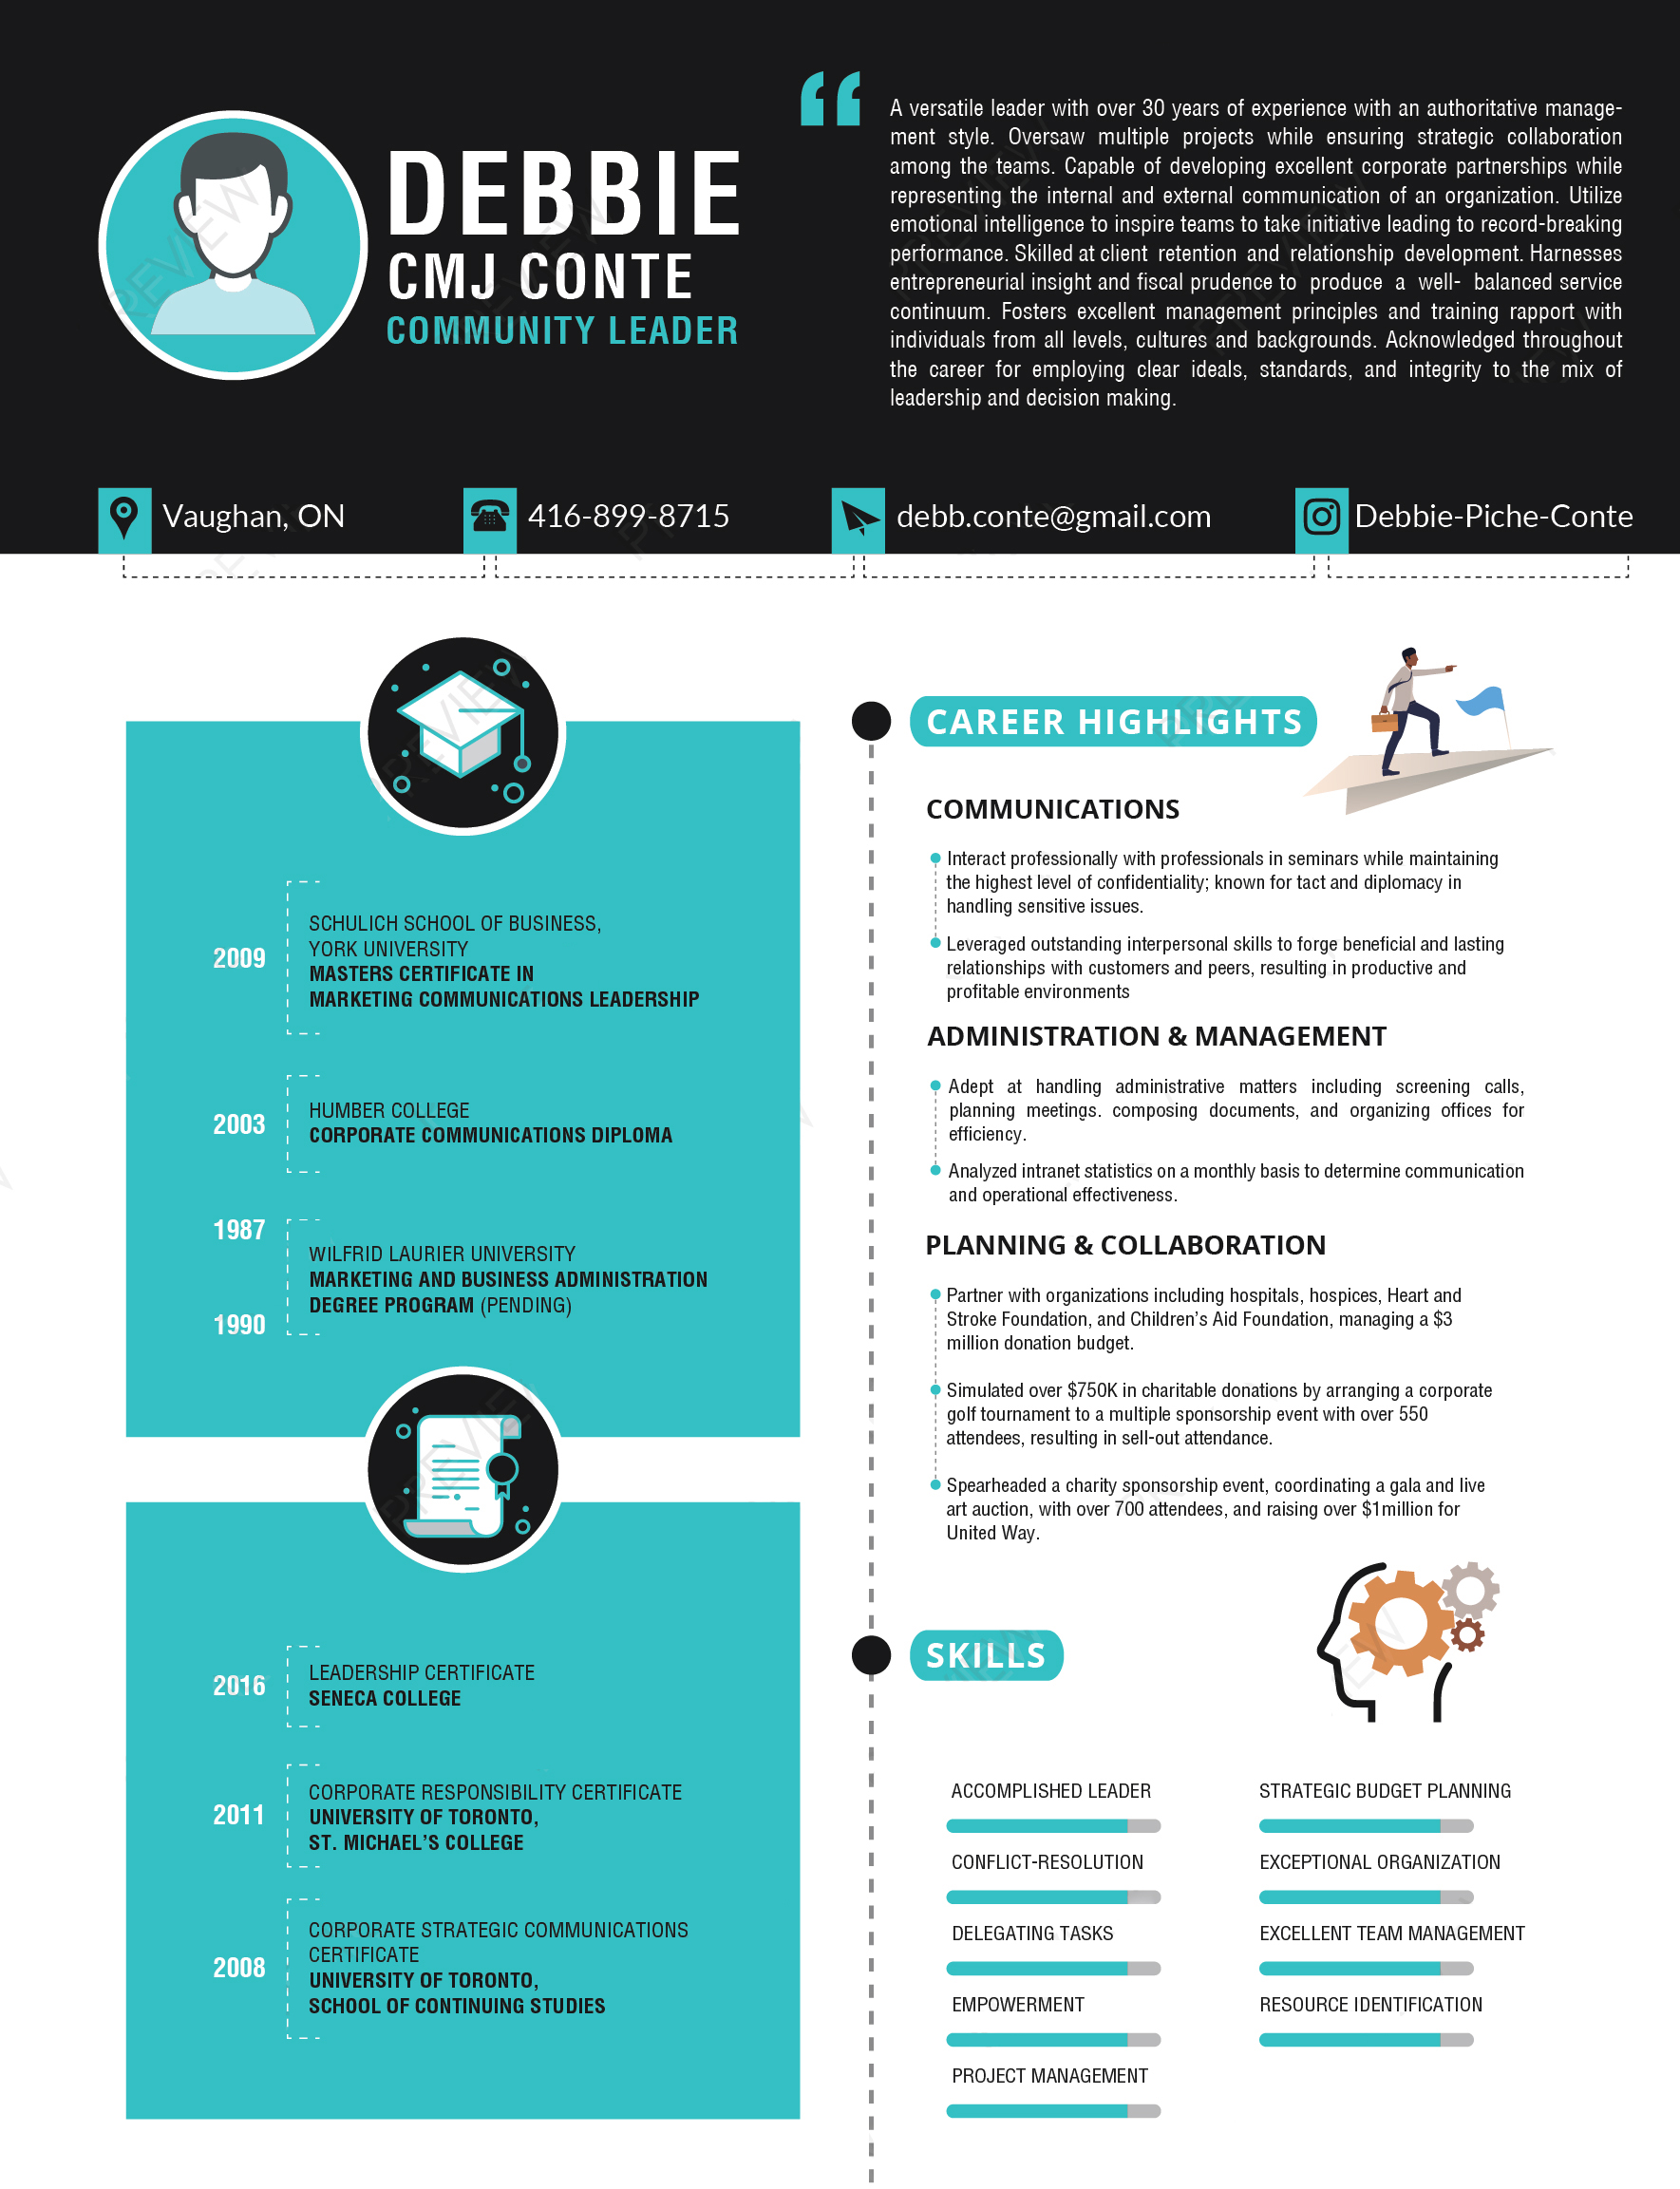 DEBBIE
CMJ CONTE
COMMUNITY LEADER
A versatile leader with over 30 years of experience with an authoritative manage-
ment style. Oversaw multiple projects while ensuring strategic collaboration
among the teams. Capable of developing excellent corporate partnerships while
representing the internal and external communication of an organization. Utilize
emotional intelligence to inspire teams to take initiative leading to record-breaking
performance. Skilled at client retention and relationship development. Harnesses
entrepreneurial insight and fiscal prudence to produce a well- balanced service
continuum. Fosters excellent management principles and training rapport with
individuals from all levels, cultures and backgrounds. Acknowledged throughout
the career for employing clear ideals, standards, and integrity to the mix of
leadership and decision making.
Vaughan, ON
416-899-8715
debb.conte@gmail.com
Debbie-Piche-Conte
2009
SCHULICH SCHOOL OF BUSINESS,
YORK UNIVERSITY
MASTERS CERTIFICATE IN
MARKETING COMMUNICATIONS LEADERSHIP
2003
HUMBER COLLEGE
CORPORATE COMMUNICATIONS DIPLOMA
1987
1990
WILFRID LAURIER UNIVERSITY
MARKETING AND BUSINESS ADMINISTRATION
DEGREE PROGRAM (PENDING)
2016
LEADERSHIP CERTIFICATE
SENECA COLLEGE
2011
CORPORATE RESPONSIBILITY CERTIFICATE
UNIVERSITY OF TORONTO,
ST. MICHAEL'S COLLEGE
2008
CORPORATE STRATEGIC COMMUNICATIONS
CERTIFICATE
UNIVERSITY OF TORONTO,
SCHOOL OF CONTINUING STUDIES
CAREER HIGHLIGHTS
COMMUNICATIONS
Interact professionally with professionals in seminars while maintaining
the highest level of confidentiality; known for tact and diplomacy in
handling sensitive issues.
Leveraged outstanding interpersonal skills to forge beneficial and lasting
relationships with customers and peers, resulting in productive and
profitable environments
ADMINISTRATION & MANAGEMENT
Adept at handling administrative matters including screening calls,
planning meetings. composing documents, and organizing offices for
efficiency.
Analyzed intranet statistics on a monthly basis to determine communication
and operational effectiveness.
PLANNING & COLLABORATION
Partner with organizations including hospitals, hospices, Heart and
Stroke Foundation, and Children's Aid Foundation, managing a $3
million donation budget.
Simulated over $750K in charitable donations by arranging a corporate
golf tournament to a multiple sponsorship event with over 550
attendees, resulting in sell-out attendance.
Spearheaded a charity sponsorship event, coordinating a gala and live
art auction, with over 700 attendees, and raising over $1million for
United Way.
SKILLS
ACCOMPLISHED LEADER
STRATEGIC BUDGET PLANNING
CONFLICT-RESOLUTION
EXCEPTIONAL ORGANIZATION
DELEGATING TASKS
EXCELLENT TEAM MANAGEMENT
EMPOWERMENT
RESOURCE IDENTIFICATION
PROJECT MANAGEMENT